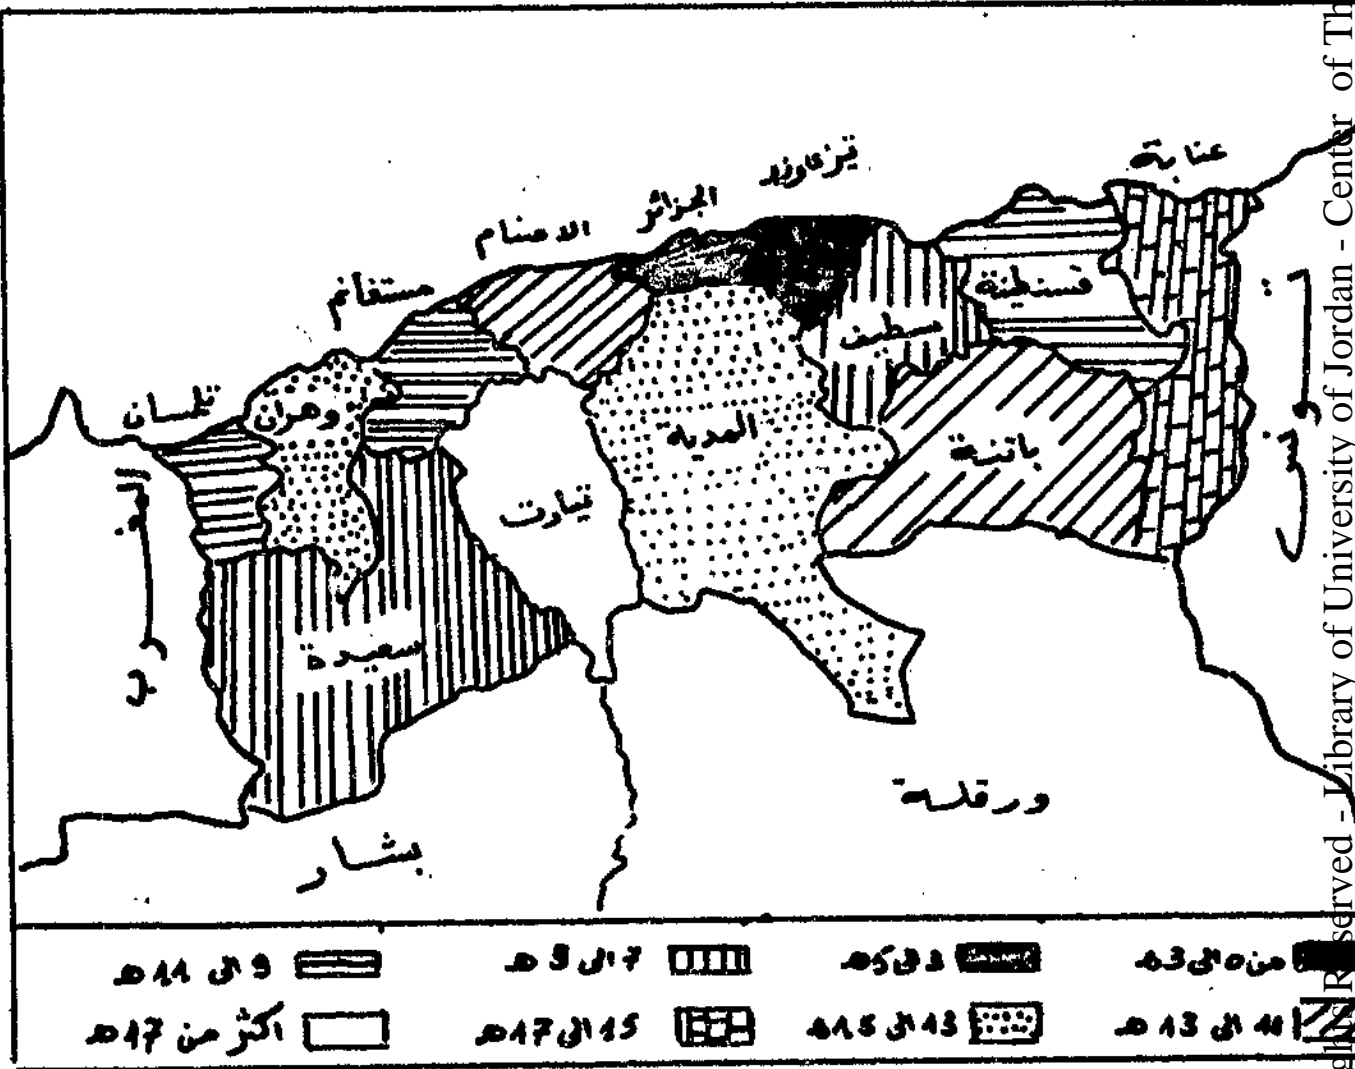 عنابة
تيزي وزو
الجزائر
الاصنام
مستغانم
تلمسان
وهران
قسنطينة
سطيف
باتنة
المدية
تيارت
سعيدة
المغرب
تونس
ورقلة
بشار
من 0 الى 3 هـ
3 الى 5 هـ
7 الى 9 هـ
9 الى 11 هـ
11 الى 13 هـ
13 الى 15 هـ
15 الى 17 هـ
اكثر من 17 هـ
Reserved - Library of University of Jordan - Center of Th